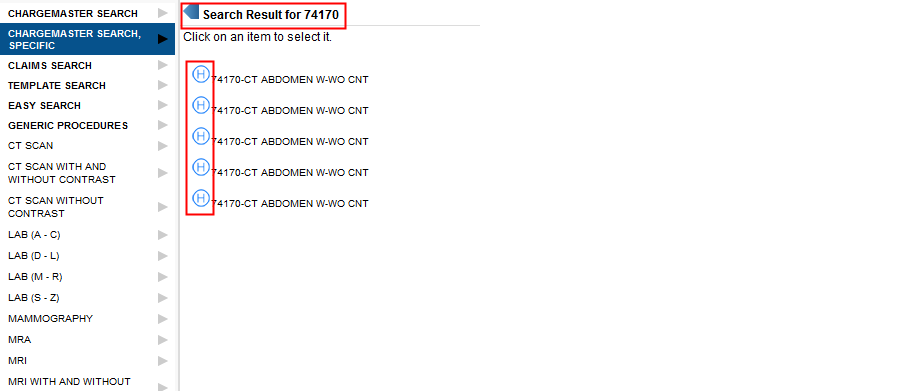 CHARGEMASTER SEARCH
CHARGEMASTER SEARCH,
SPECIFIC
CLAIMS SEARCH
TEMPLATE SEARCH
EASY SEARCH
GENERIC PROCEDURES
CT SCAN
CT SCAN WITH AND
WITHOUT CONTRAST
CT SCAN WITHOUT
CONTRAST
LAB (A - C)
LAB (D - L)
LAB (M - R)
LAB (S - Z)
MAMMOGRAPHY
MRA
MRI
MRI WITH AND WITHOUT
Search Result for 74170
Click on an item to select it.
H 74170-CT ABDOMEN W-WO CNT
H 74170-CT ABDOMEN W-WO CNT
H 74170-CT ABDOMEN W-WO CNT
H 74170-CT ABDOMEN W-WO CNT
H 74170-CT ABDOMEN W-WO CNT